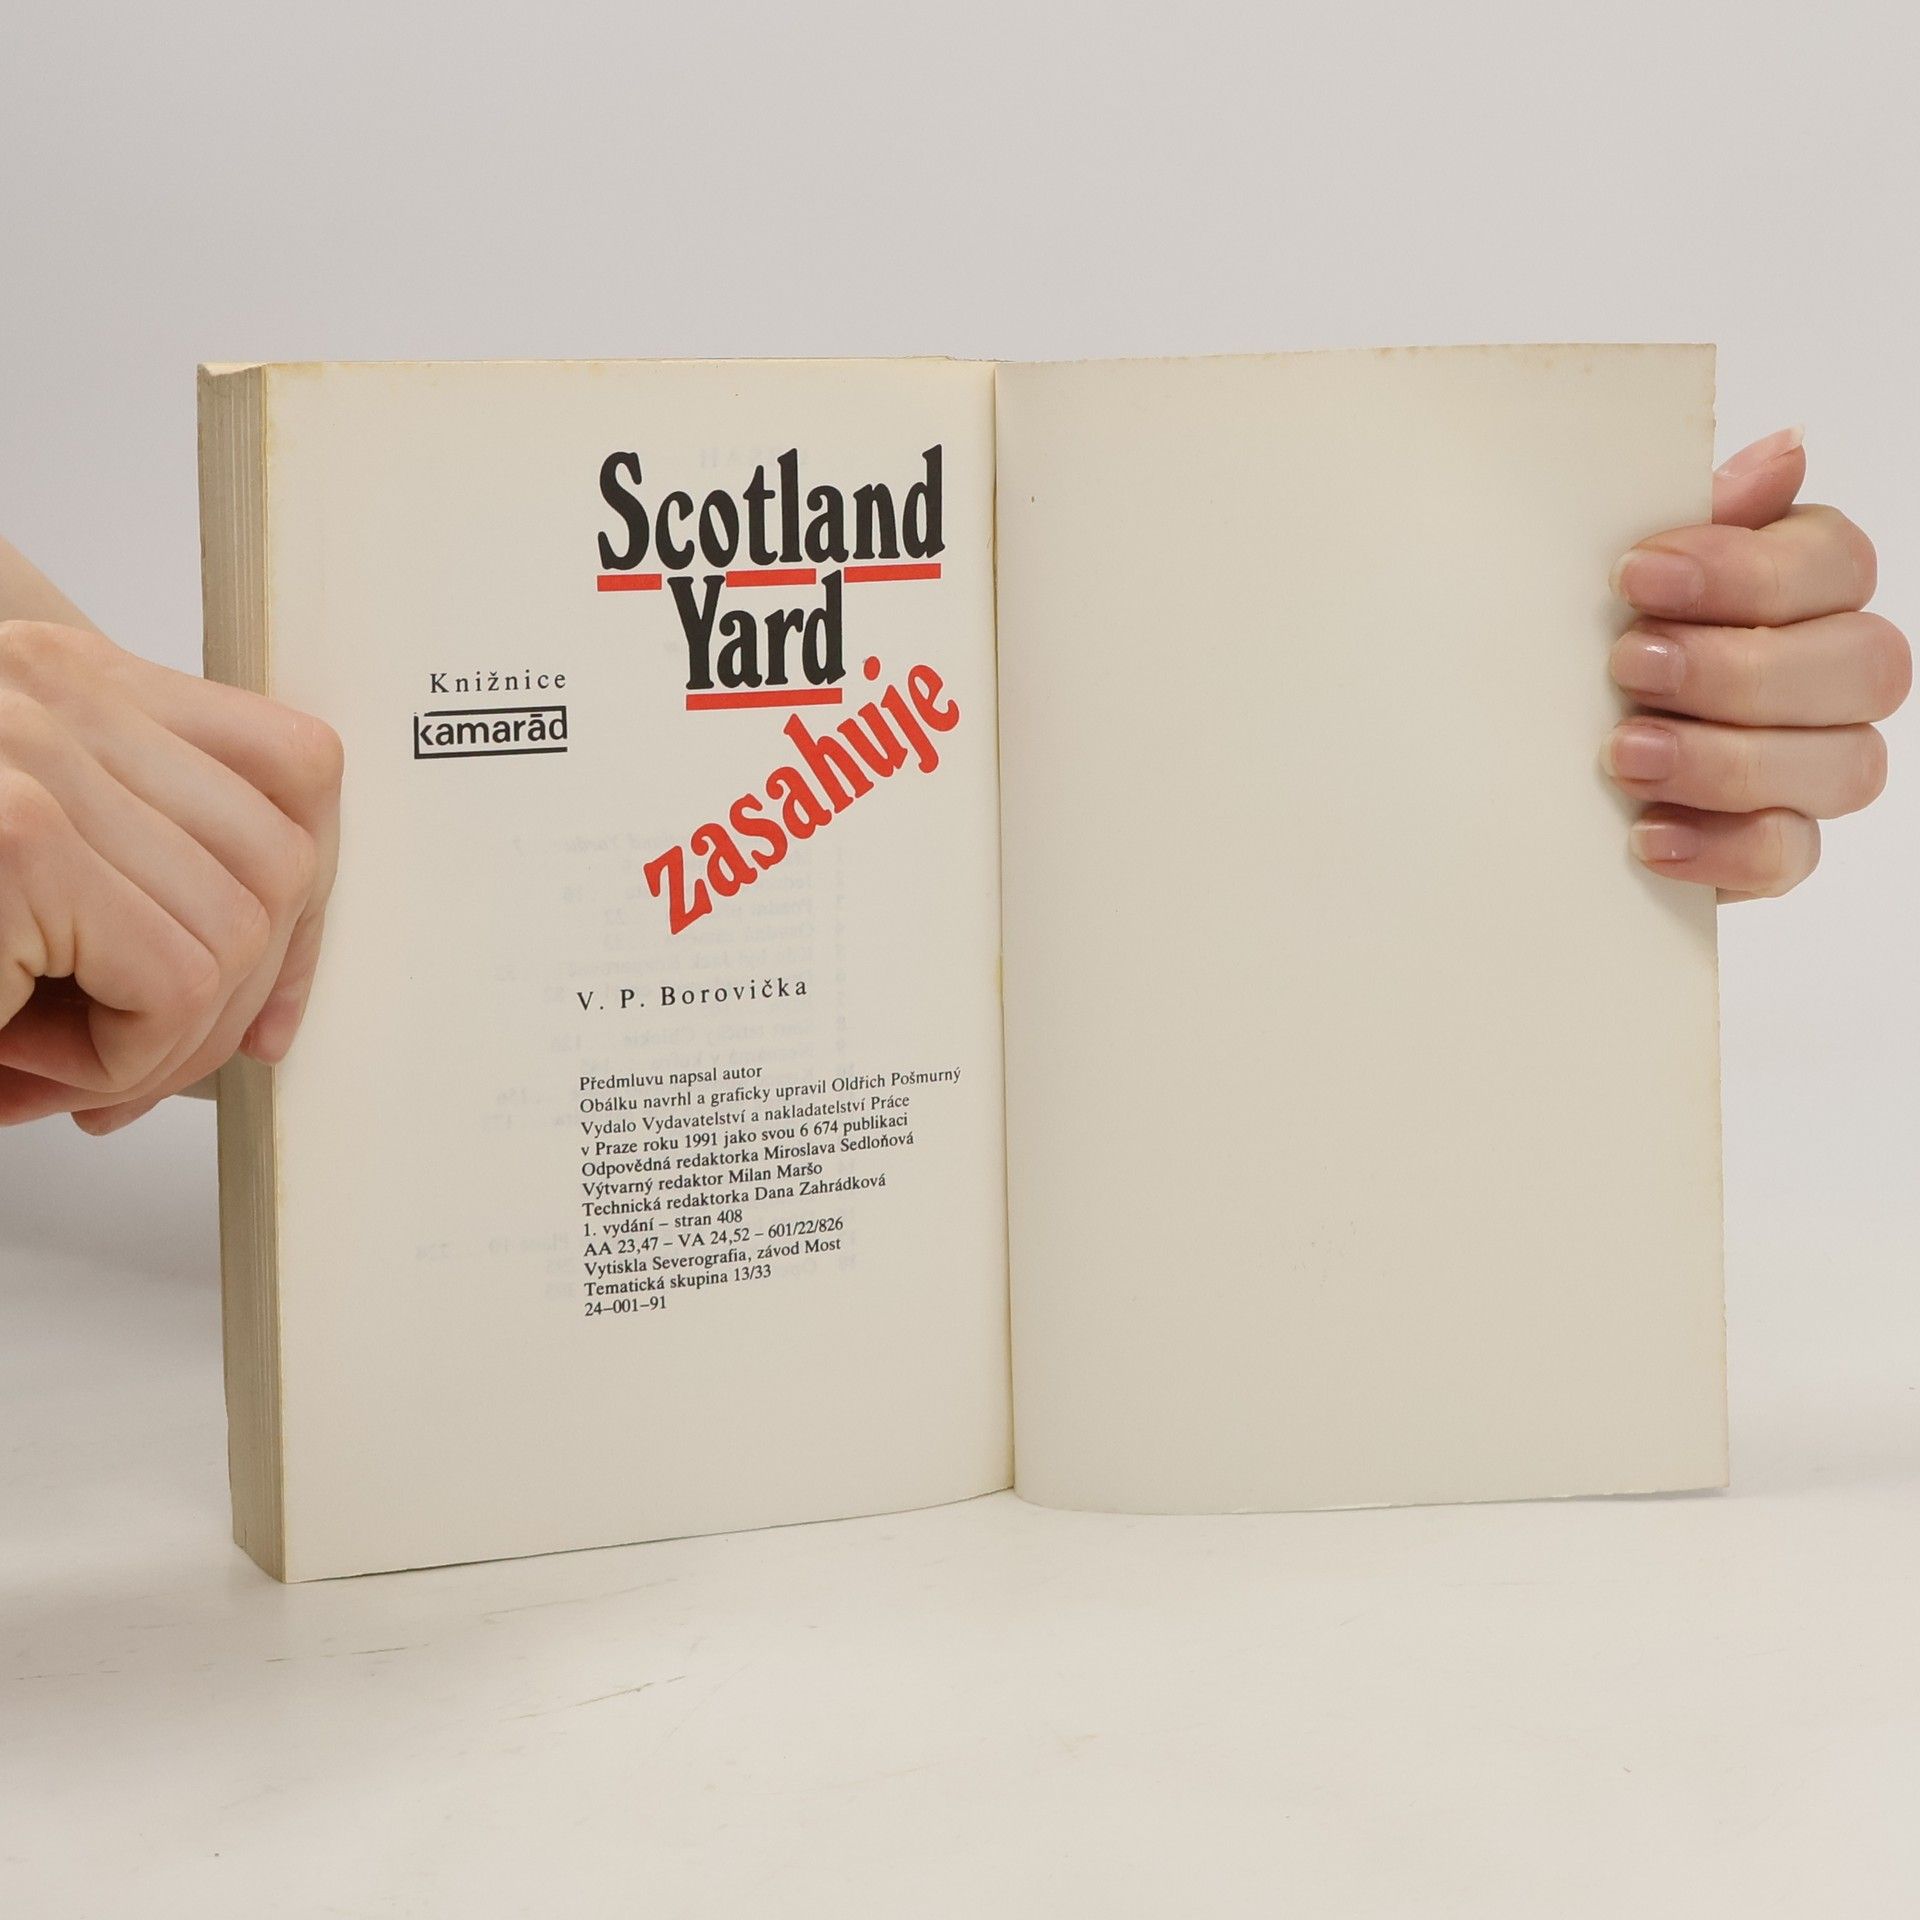 Scotland
Yard
zasahuje
Knižnice
kamarád
V. P. Borovička
Předmluvu napsal autor
Obálku navrhl a graficky upravil Oldřich Pošmurný
Vydalo Vydavatelství a nakladatelství Práce
v Praze roku 1991 jako svou 6 674 publikaci
Odpovědná redaktorka Miroslava Sedloňová
Výtvarný redaktor Milan Maršo
Technická redaktorka Dana Zahrádková
1. vydání – stran 408
AA 23,47 – VA 24,52 – 601/22/826
Vytiskla Severografia, závod Most
Tematická skupina 13/33
24–001–91